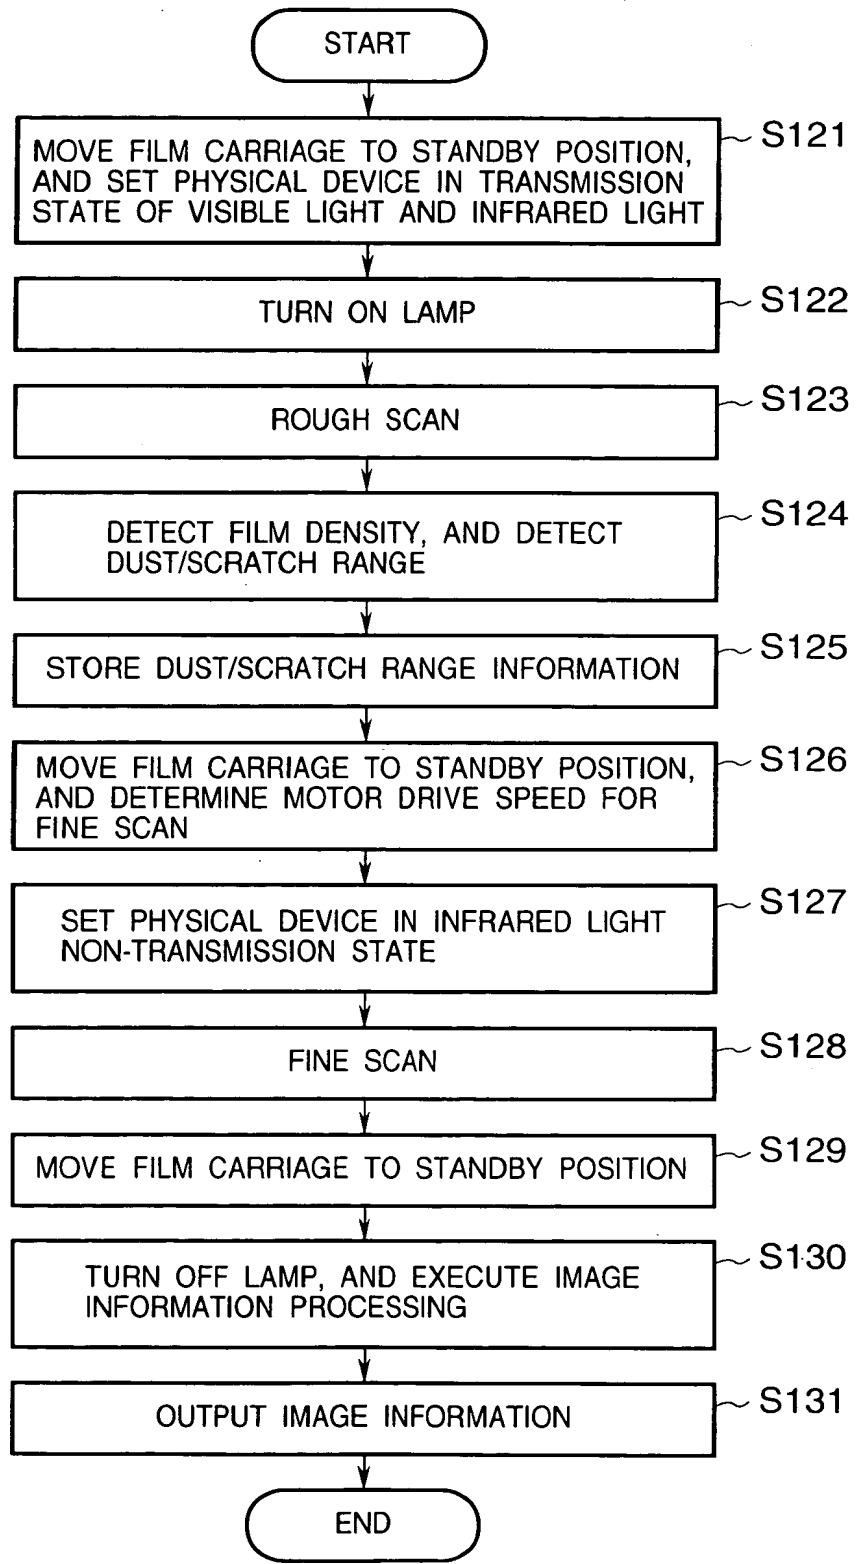 START
MOVE FILM CARRIAGE TO STANDBY POSITION,
AND SET PHYSICAL DEVICE IN TRANSMISSION
STATE OF VISIBLE LIGHT AND INFRARED LIGHT
S121
TURN ON LAMP
S122
ROUGH SCAN
S123
DETECT FILM DENSITY, AND DETECT
DUST/SCRATCH RANGE
S124
STORE DUST/SCRATCH RANGE INFORMATION
S125
MOVE FILM CARRIAGE TO STANDBY POSITION,
AND DETERMINE MOTOR DRIVE SPEED FOR
FINE SCAN
S126
SET PHYSICAL DEVICE IN INFRARED LIGHT
NON-TRANSMISSION STATE
S127
FINE SCAN
S128
MOVE FILM CARRIAGE TO STANDBY POSITION
S129
TURN OFF LAMP, AND EXECUTE IMAGE
INFORMATION PROCESSING
S130
OUTPUT IMAGE INFORMATION
S131
END